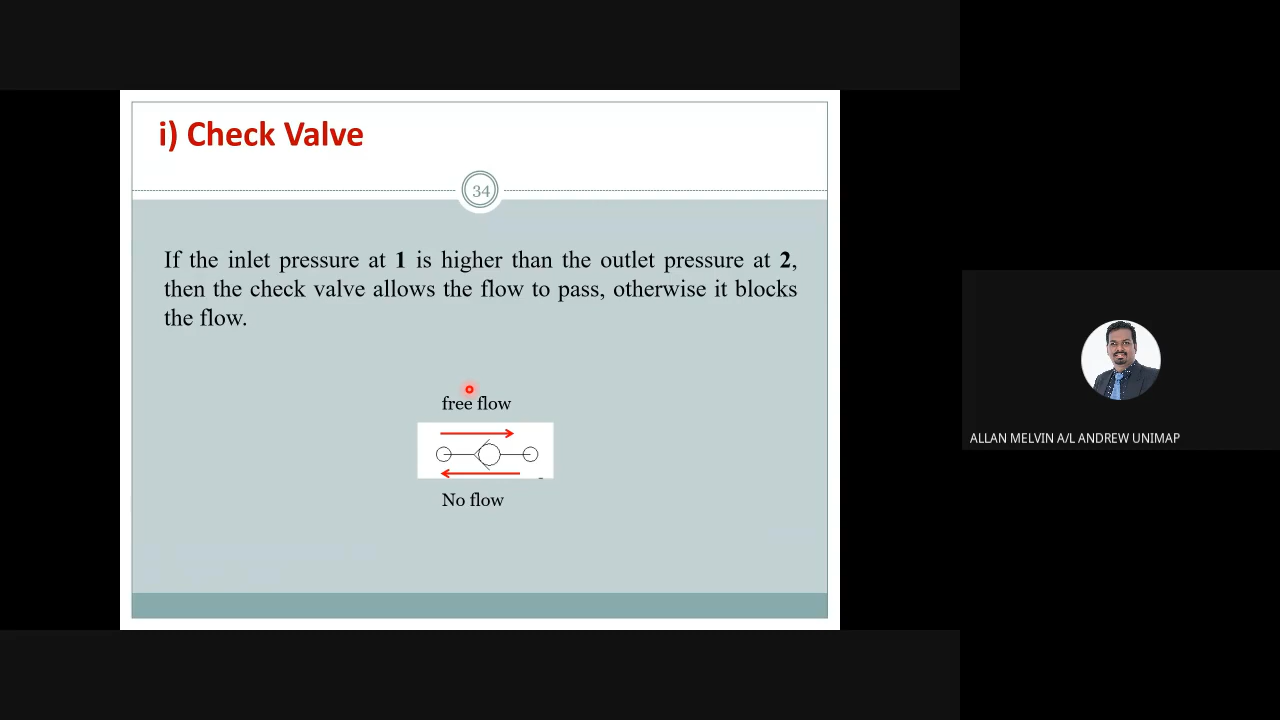 i) Check Valve
34
If the inlet pressure at 1 is higher than the outlet pressure at 2,
then the check valve allows the flow to pass, otherwise it blocks
the flow.
free flow
No flow
ALLAN MELVIN A/L ANDREW UNIMAP